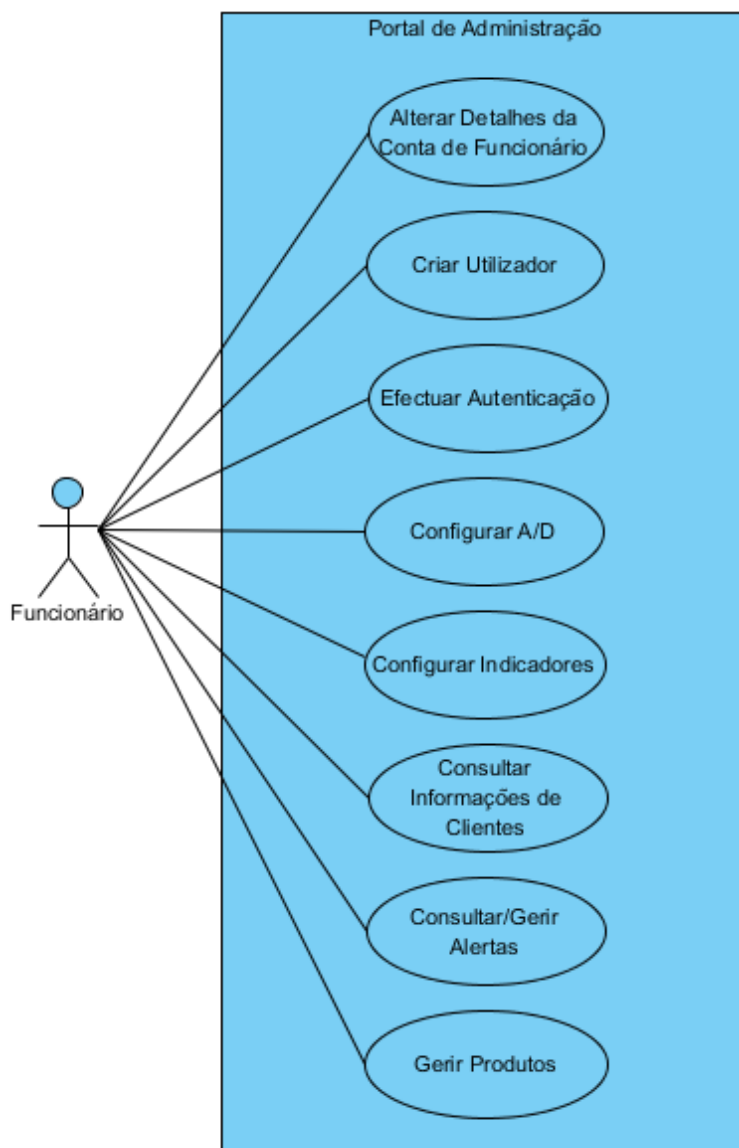 Portal de Administração
Alterar Detalhes da
Conta de Funcionário
Criar Utilizador
Efectuar Autenticação
Configurar A/D
Funcionário
Configurar Indicadores
Consultar
Informações de
Clientes
Consultar/Gerir
Alertas
Gerir Produtos